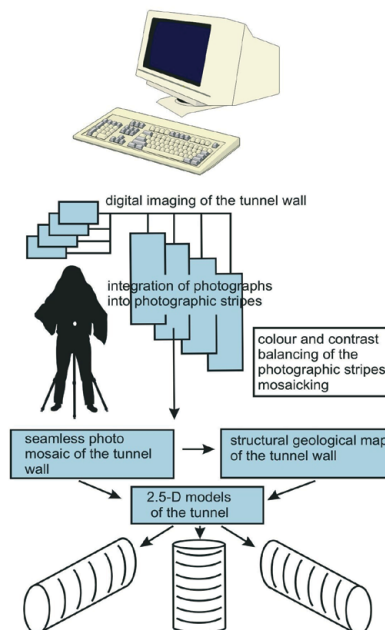 digital imaging of the tunnel wall
integration of photographs
into photographic stripes
colour and contrast
balancing of the
photographic stripes
mosaicking
seamless photo
mosaic of the tunnel
wall
structural geological map
of the tunnel wall
2.5-D models
of the tunnel